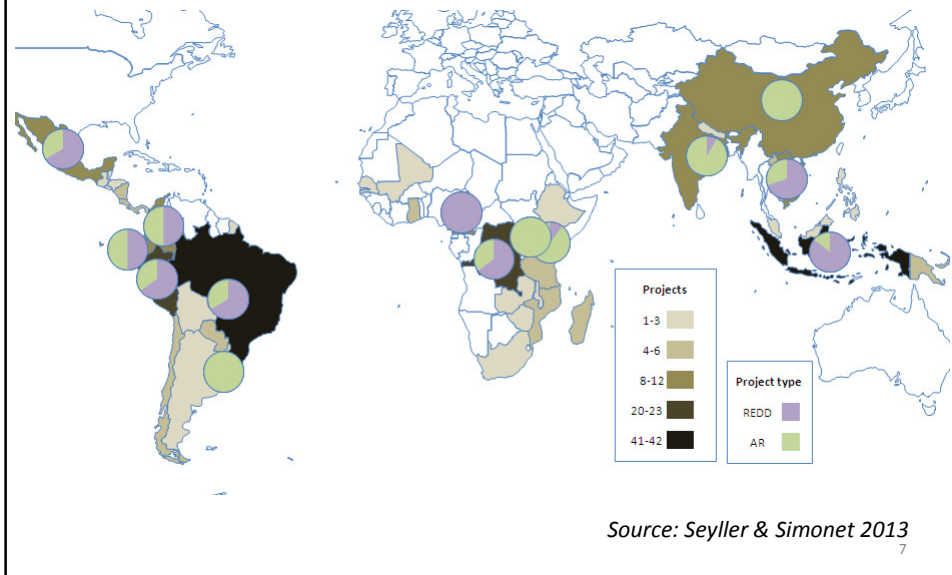 Projects
1-3
4-6
8-12
20-23
41-42
Project type
REDD
AR
Source: Seyller & Simonet 2013
7